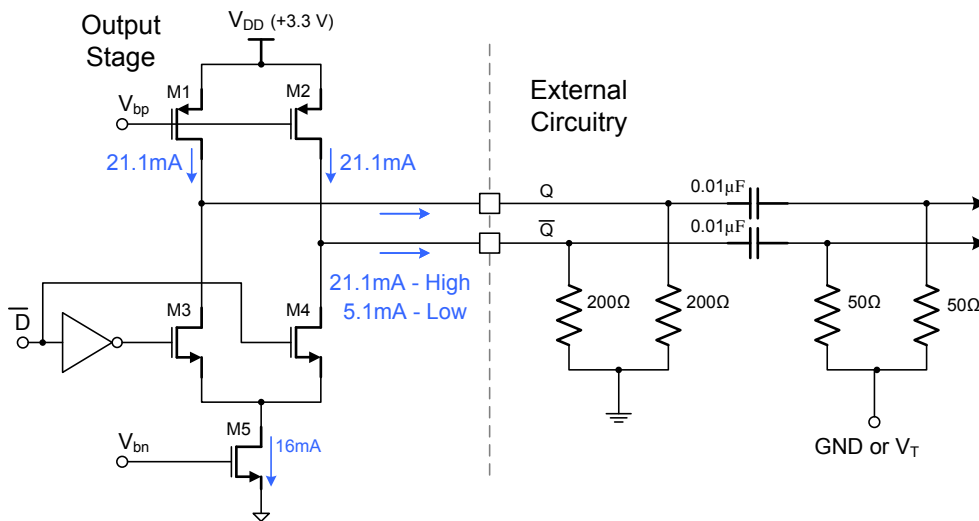 Output
Stage
V_DD (+3.3 V)
M1
M2
V_bp
21.1mA
21.1mA
External
Circuitry
Q
0.01µF
Q̅
0.01µF
21.1mA - High
5.1mA - Low
D̅
M3
M4
200Ω
200Ω
50Ω
50Ω
V_bn
M5
16mA
GND or V_T